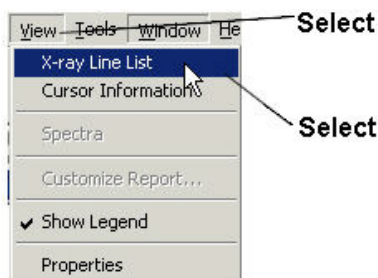 View Tools Window He Select
X-ray Line List
Cursor Information
Select
Spectra
Customize Report...
Show Legend
Properties